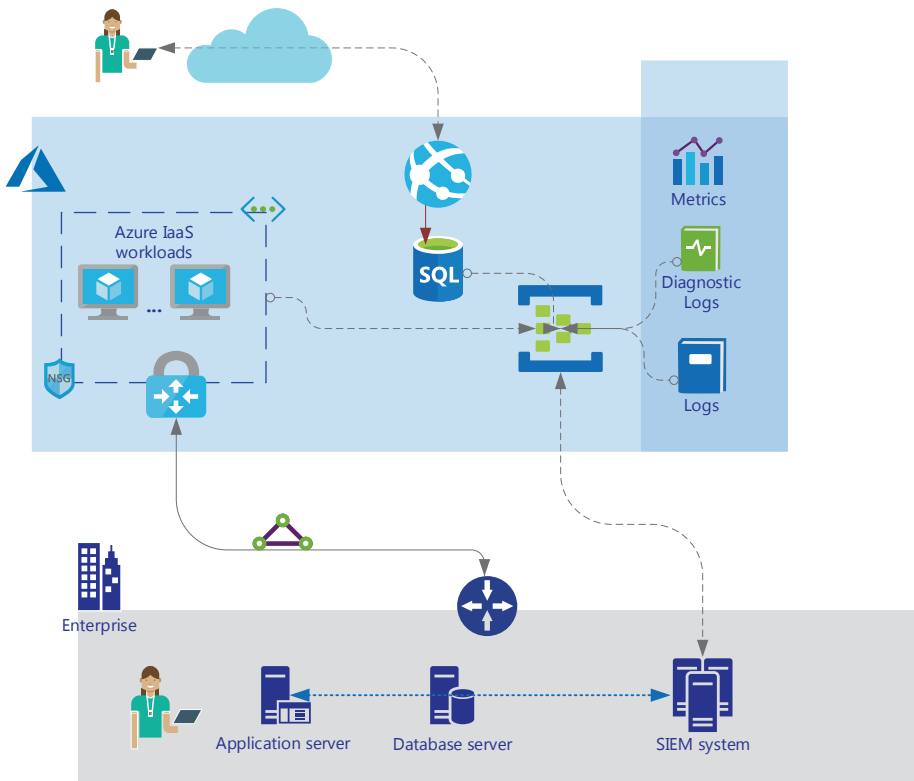 Metrics
Azure IaaS
workloads
...
SQL
Diagnostic
Logs
NSG
Logs
Enterprise
Application server
Database server
SIEM system